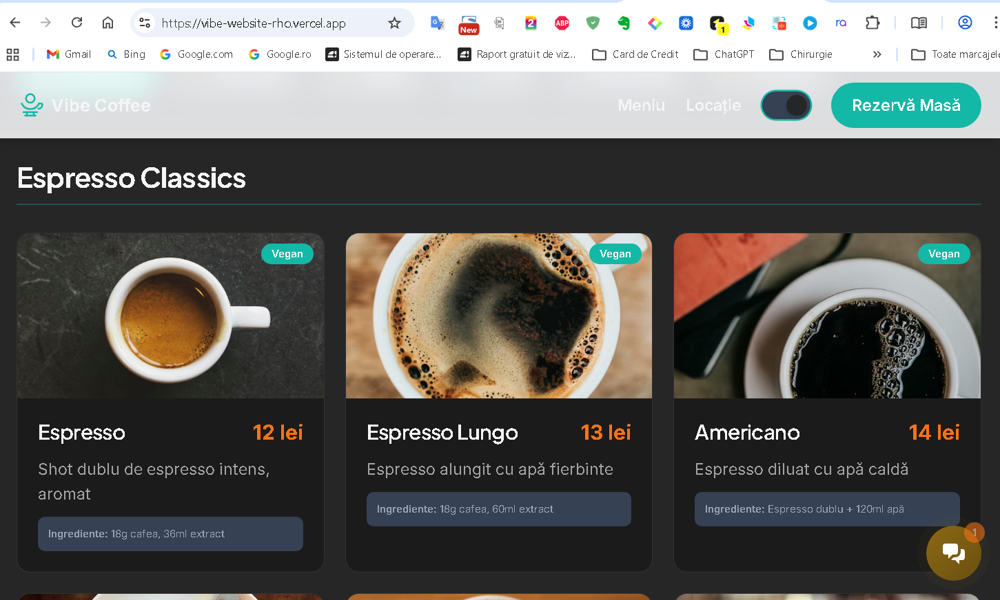 https://vibe-website-rho.vercel.app
ABP
New
2
1
ra
Gmail
Bing
Google.com
Google.ro
Sistemul de operare...
Raport gratuit de viz...
Card de Credit
ChatGPT
Chirurgie
»
Toate marcajele
Vibe Coffee
Meniu
Locație
Rezervă Masă
Espresso Classics
Vegan
Vegan
Vegan
Espresso 12 lei
Shot dublu de espresso intens,
aromat
Ingrediente: 18g cafea, 36ml extract
Espresso Lungo 13 lei
Espresso alungit cu apă fierbinte
Ingrediente: 18g cafea, 60ml extract
Americano 14 lei
Espresso diluat cu apă caldă
Ingrediente: Espresso dublu + 120ml apă
1